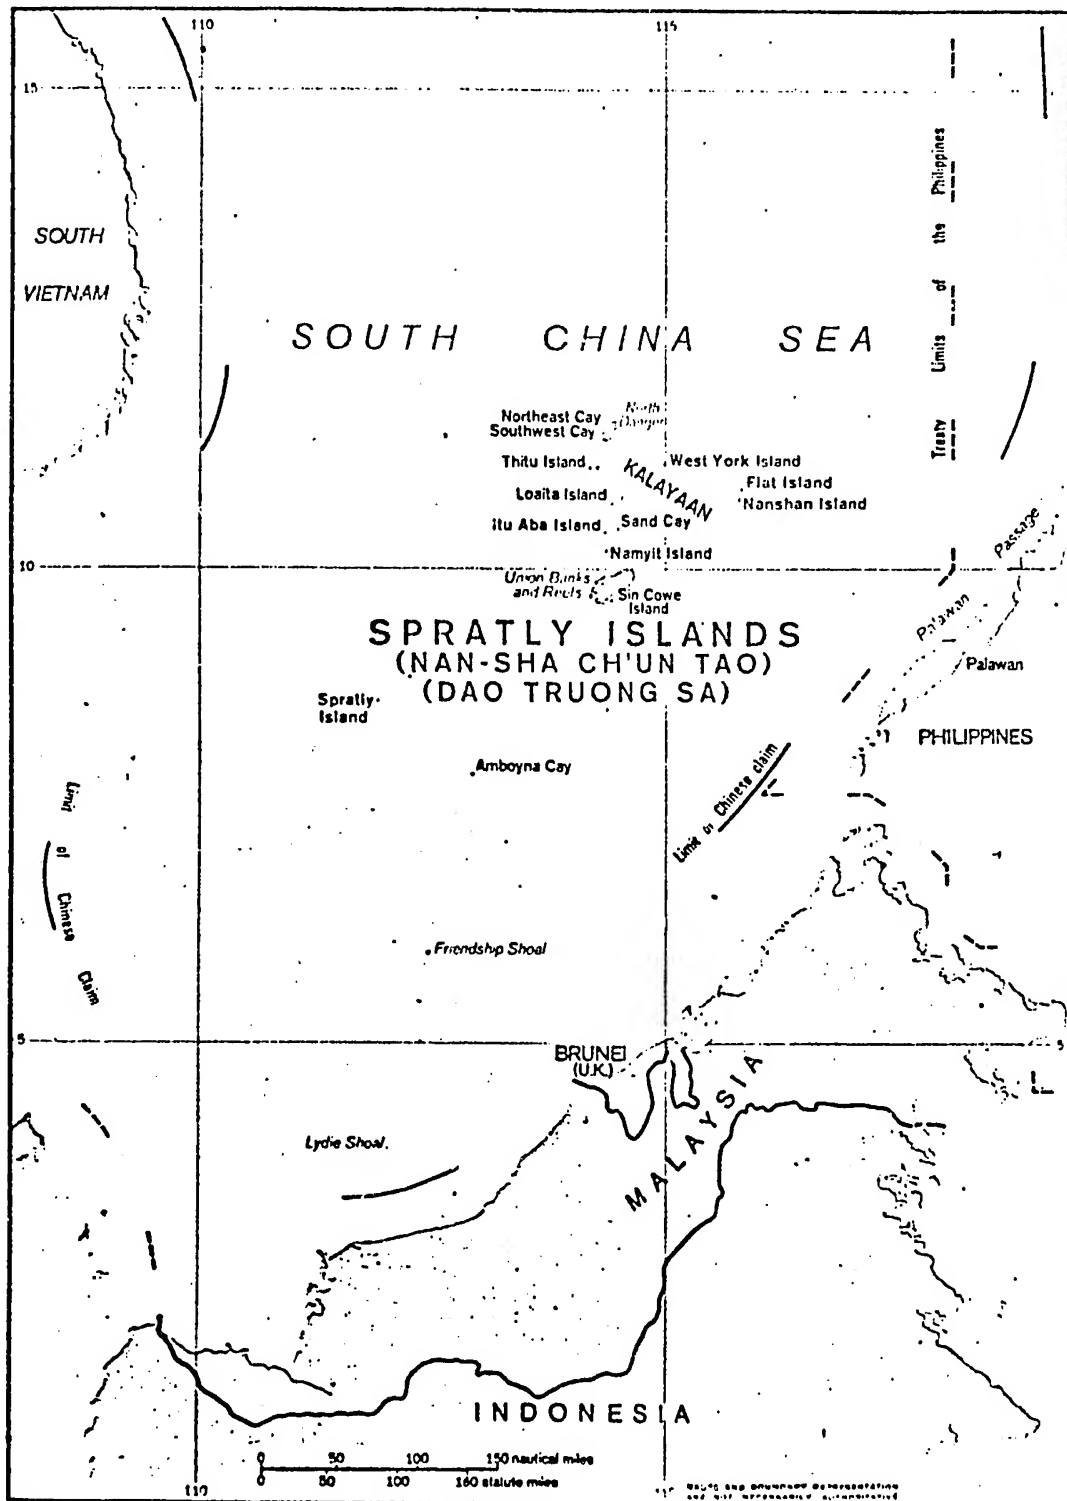 110
115
15
Treaty Limits of the Philippines
SOUTH
VIETNAM
SOUTH CHINA SEA
North
Danger
Northeast Cay
Southwest Cay
Thitu Island
KALAYAAN
West York Island
Flat Island
Nanshan Island
Loaita Island
Itu Aba Island
Sand Cay
Namyit Island
10
Union Banks
and Reefs
Sin Cowe
Island
Palawan Passage
SPRATLY ISLANDS
(NAN-SHA CH'UN TAO)
(DAO TRUONG SA)
Palawan
Spratly
Island
PHILIPPINES
Amboyna Cay
Limit of Chinese claim
Limit of Chinese Claim
Friendship Shoal
5
5
BRUNEI
(U.K.)
MALAYSIA
Lydie Shoal
INDONESIA
0 50 100 150 nautical miles
0 50 100 150 statute miles
110